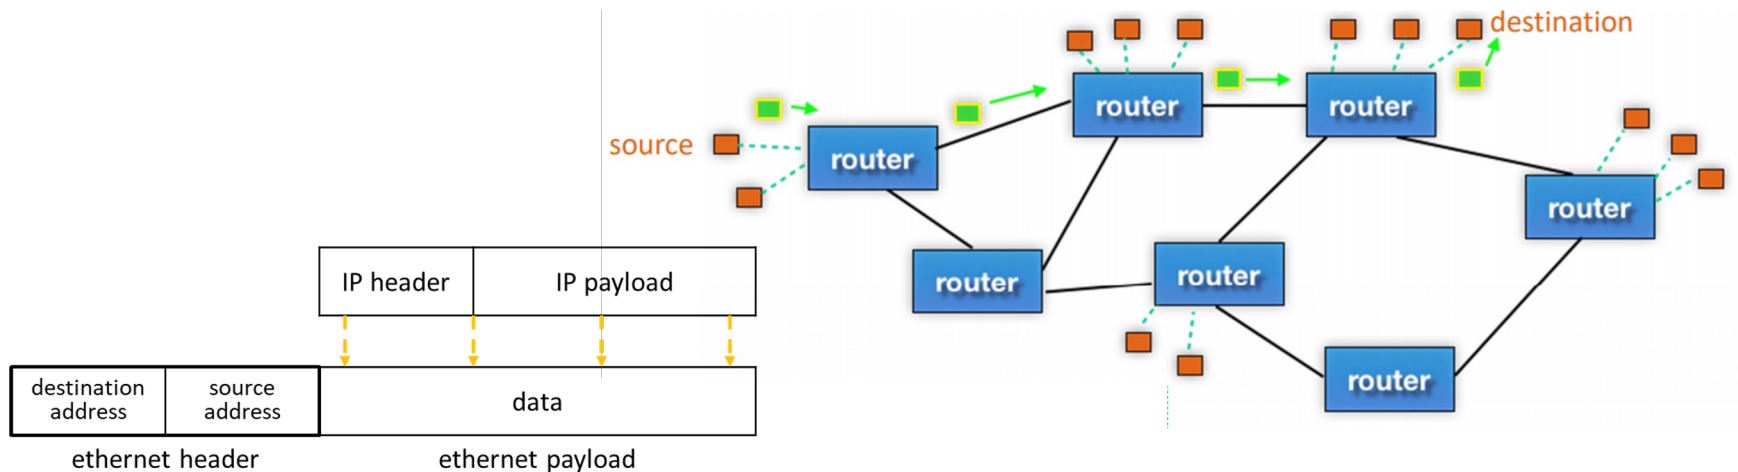 destination
router
router
source
router
router
IP header
IP payload
router
router
destination
address
source
address
data
router
ethernet header
ethernet payload